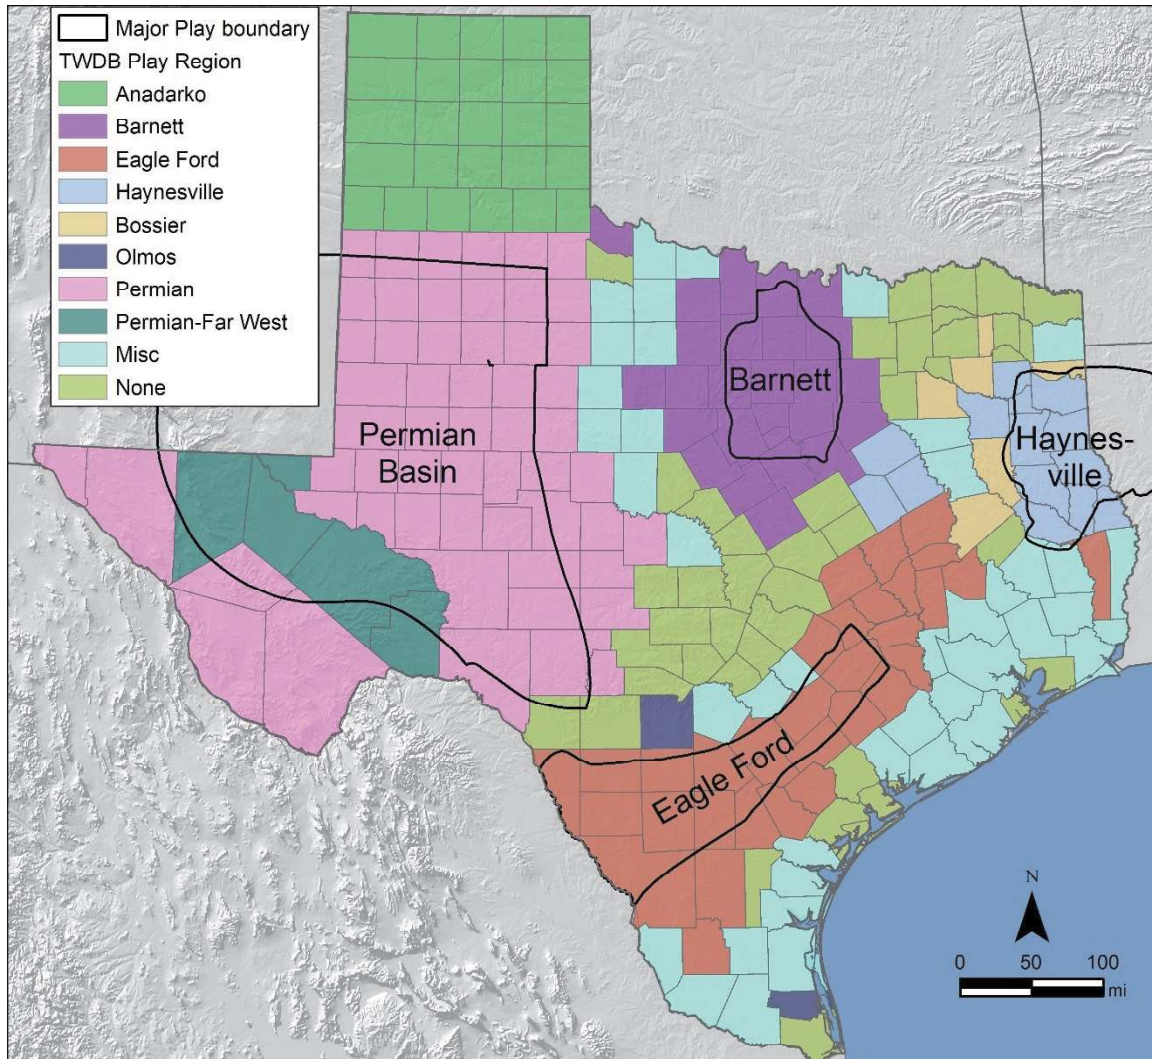 Major Play boundary
TWDB Play Region
Anadarko
Barnett
Eagle Ford
Haynesville
Bossier
Olmos
Permian
Permian-Far West
Misc
None
Permian
Basin
Barnett
Haynes-
ville
Eagle Ford
N
0 50 100
mi